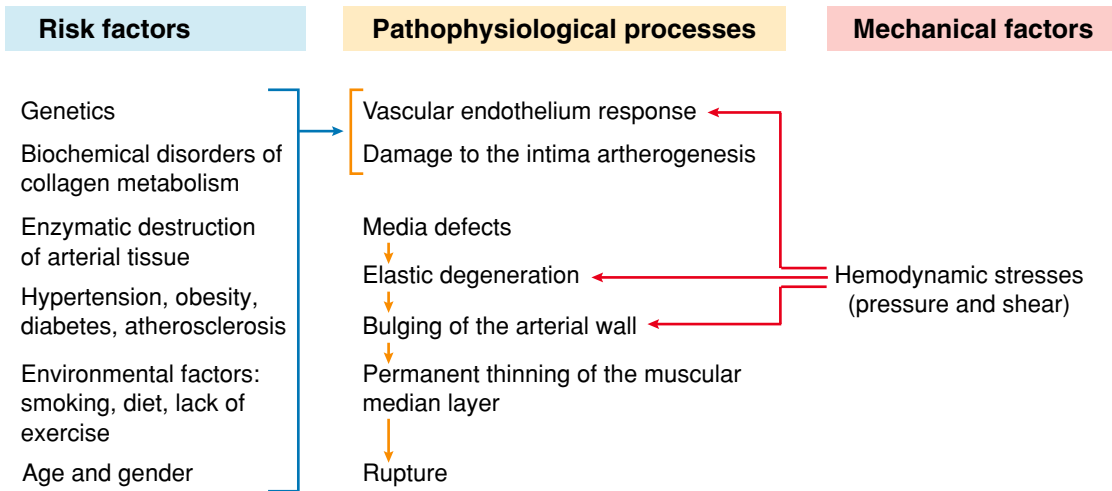 Risk factors
Genetics
Biochemical disorders of
collagen metabolism
Enzymatic destruction
of arterial tissue
Hypertension, obesity,
diabetes, atherosclerosis
Environmental factors:
smoking, diet, lack of
exercise
Age and gender
Pathophysiological processes
Vascular endothelium response
Damage to the intima artherogenesis
Media defects
Elastic degeneration
Bulging of the arterial wall
Permanent thinning of the muscular
median layer
Rupture
Mechanical factors
Hemodynamic stresses
(pressure and shear)